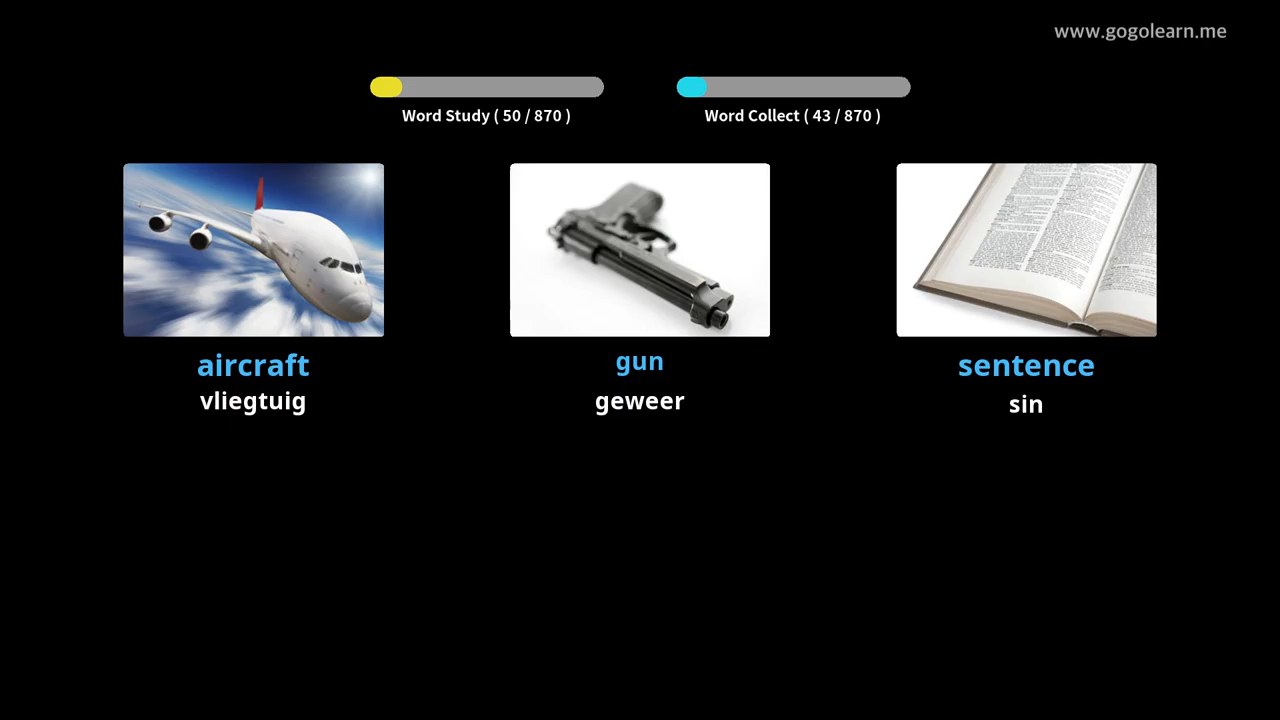 www.gogolearn.me
Word Study ( 50 / 870 )
Word Collect ( 43 / 870 )
aircraft
vliegtuig
gun
geweer
sentence
sin